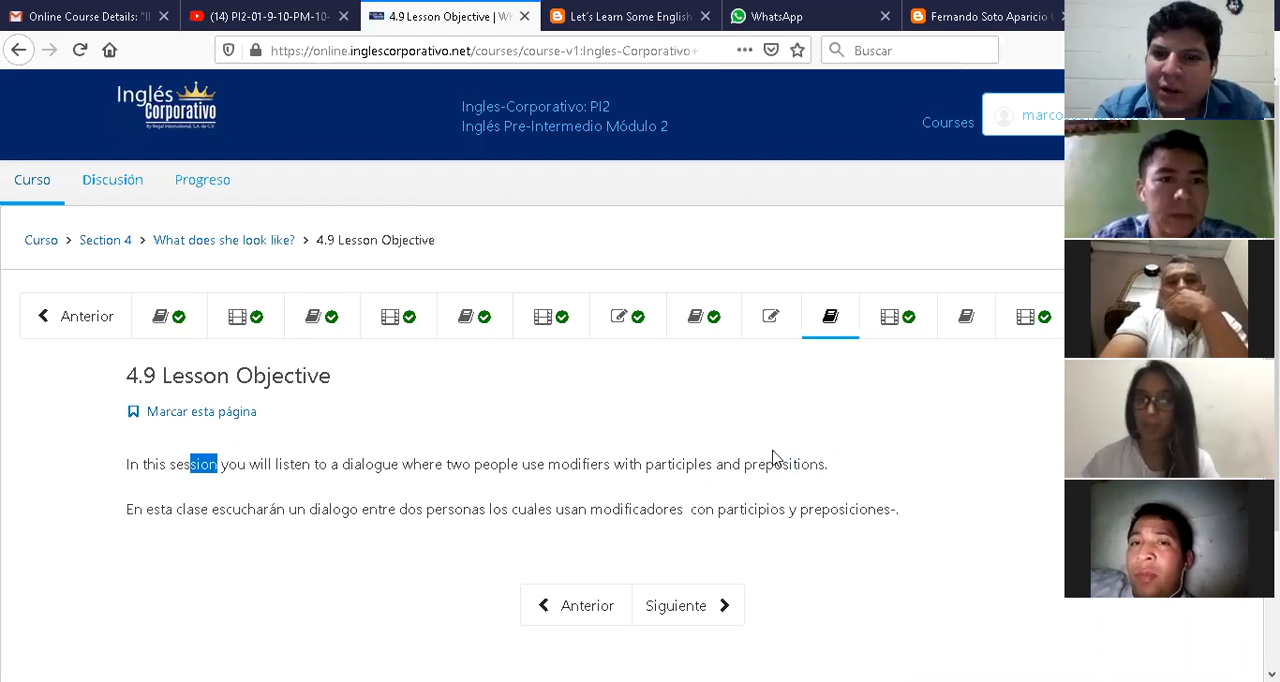 Online Course Details: "I
(14) PI2-01-9-10-PM-10-
4.9 Lesson Objective | W
Let's Learn Some English
WhatsApp
Fernando Soto Aparicio
https://online.inglescorporativo.net/courses/course-v1:Ingles-Corporativo+
Buscar
Inglés
Corporativo
By Regal International, S.A. de C.V.
Ingles-Corporativo: PI2
Inglés Pre-Intermedio Módulo 2
Courses
marco
Curso
Discusión
Progreso
Curso > Section 4 > What does she look like? > 4.9 Lesson Objective
Anterior
4.9 Lesson Objective
Marcar esta página
In this session you will listen to a dialogue where two people use modifiers with participles and prepositions.
En esta clase escucharán un dialogo entre dos personas los cuales usan modificadores con participios y preposiciones-.
Anterior
Siguiente